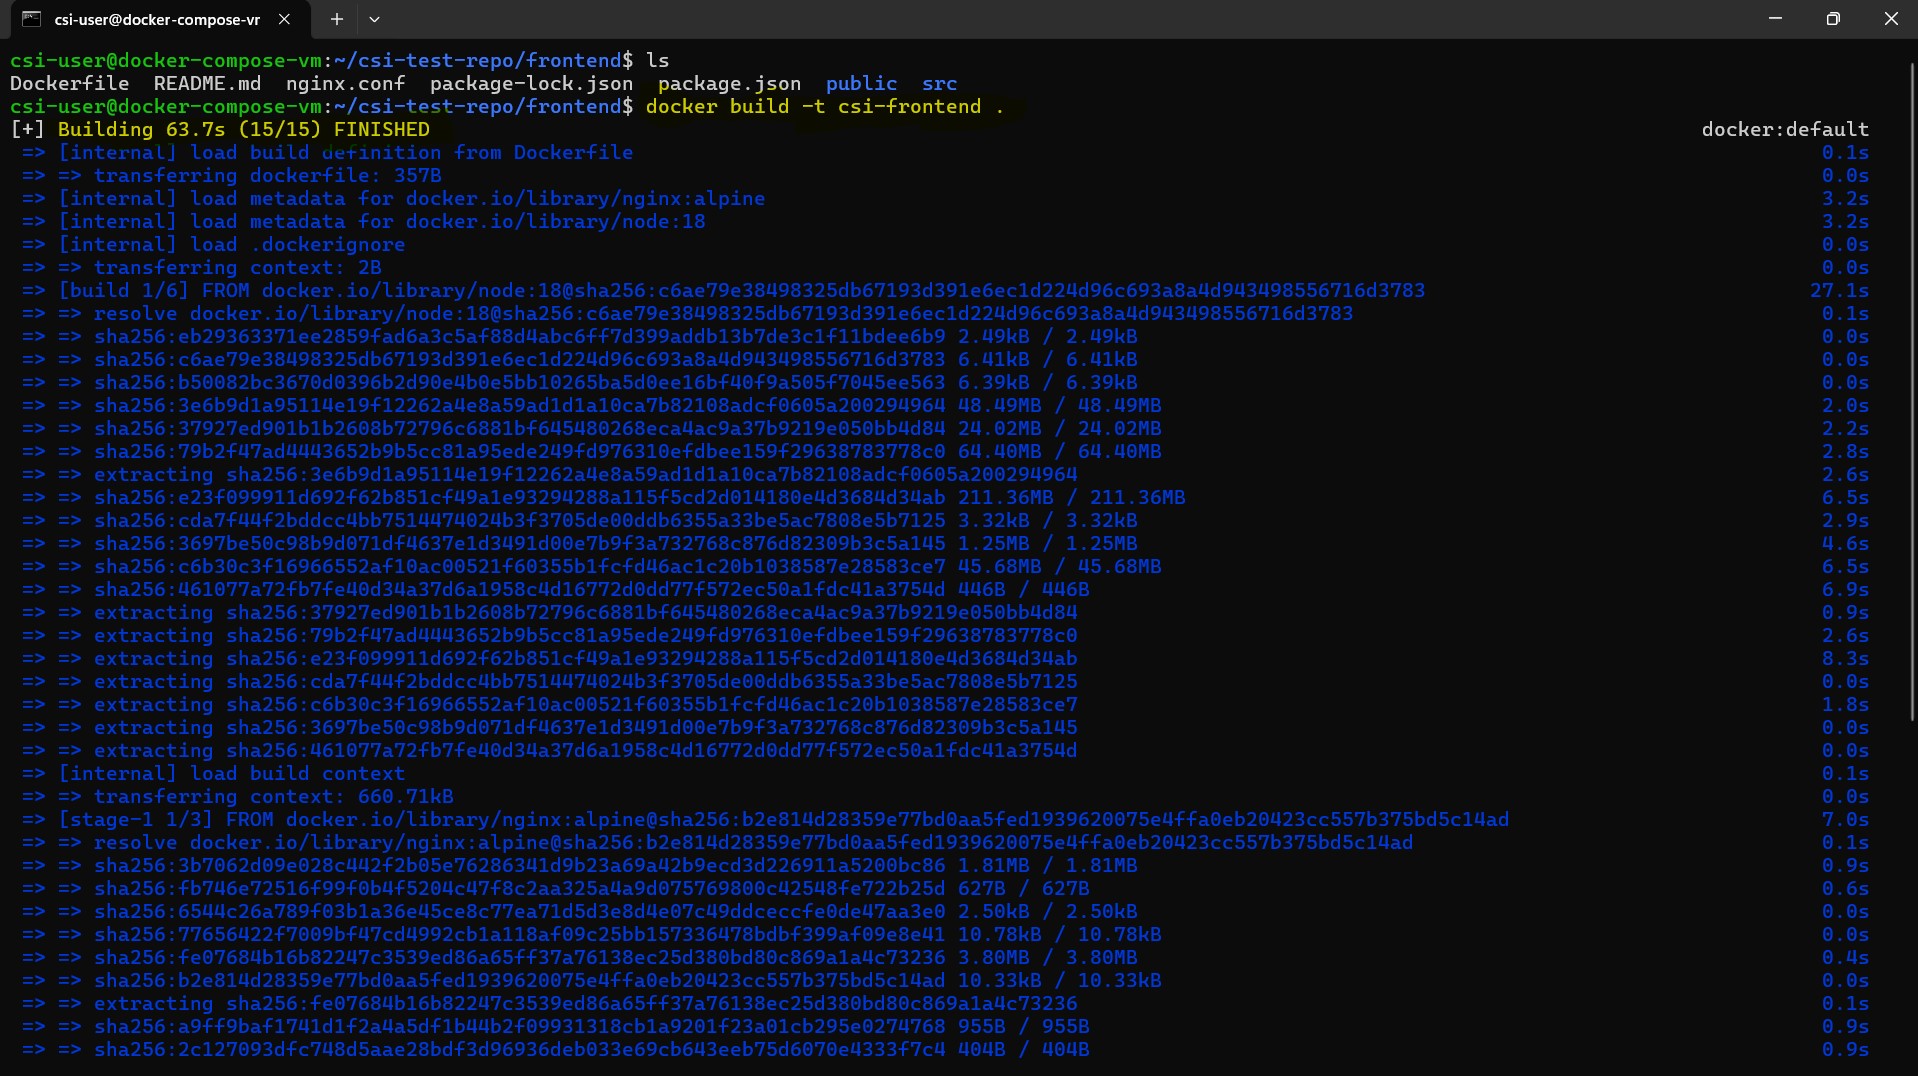 csi-user@docker-compose-vr
csi-user@docker-compose-vm:~/csi-test-repo/frontend$ ls
Dockerfile README.md nginx.conf package-lock.json package.json public src
csi-user@docker-compose-vm:~/csi-test-repo/frontend$ docker build -t csi-frontend .
[+] Building 63.7s (15/15) FINISHED docker:default
=> [internal] load build definition from Dockerfile 0.1s
=> => transferring dockerfile: 357B 0.0s
=> [internal] load metadata for docker.io/library/nginx:alpine 3.2s
=> [internal] load metadata for docker.io/library/node:18 3.2s
=> [internal] load .dockerignore 0.0s
=> => transferring context: 2B 0.0s
=> [build 1/6] FROM docker.io/library/node:18@sha256:c6ae79e38498325db67193d391e6ec1d224d96c693a8a4d943498556716d3783 27.1s
=> => resolve docker.io/library/node:18@sha256:c6ae79e38498325db67193d391e6ec1d224d96c693a8a4d943498556716d3783 0.1s
=> => sha256:eb29363371ee2859fad6a3c5af88d4abc6ff7d399addb13b7de3c1f11bdee6b9 2.49kB / 2.49kB 0.0s
=> => sha256:c6ae79e38498325db67193d391e6ec1d224d96c693a8a4d943498556716d3783 6.41kB / 6.41kB 0.0s
=> => sha256:b50082bc3670d0396b2d90e4b0e5bb10265ba5d0ee16bf40f9a505f7045ee563 6.39kB / 6.39kB 0.0s
=> => sha256:3e6b9d1a95114e19f12262a4e8a59ad1d1a10ca7b82108adcf0605a200294964 48.49MB / 48.49MB 2.0s
=> => sha256:37927ed901b1b2608b72796c6881bf645480268eca4ac9a37b9219e050bb4d84 24.02MB / 24.02MB 2.2s
=> => sha256:79b2f47ad4443652b9b5cc81a95ede249fd976310efdbee159f29638783778c0 64.40MB / 64.40MB 2.8s
=> => extracting sha256:3e6b9d1a95114e19f12262a4e8a59ad1d1a10ca7b82108adcf0605a200294964 2.6s
=> => sha256:e23f099911d692f62b851cf49a1e93294288a115f5cd2d014180e4d3684d34ab 211.36MB / 211.36MB 6.5s
=> => sha256:cda7f44f2bddcc4bb7514474024b3f3705de00ddb6355a33be5ac7808e5b7125 3.32kB / 3.32kB 2.9s
=> => sha256:3697be50c98b9d071df4637e1d3491d00e7b9f3a732768c876d82309b3c5a145 1.25MB / 1.25MB 4.6s
=> => sha256:c6b30c3f16966552af10ac00521f60355b1fcfd46ac1c20b1038587e28583ce7 45.68MB / 45.68MB 6.5s
=> => sha256:461077a72fb7fe40d34a37d6a1958c4d16772d0dd77f572ec50a1fdc41a3754d 446B / 446B 6.9s
=> => extracting sha256:37927ed901b1b2608b72796c6881bf645480268eca4ac9a37b9219e050bb4d84 0.9s
=> => extracting sha256:79b2f47ad4443652b9b5cc81a95ede249fd976310efdbee159f29638783778c0 2.6s
=> => extracting sha256:e23f099911d692f62b851cf49a1e93294288a115f5cd2d014180e4d3684d34ab 8.3s
=> => extracting sha256:cda7f44f2bddcc4bb7514474024b3f3705de00ddb6355a33be5ac7808e5b7125 0.0s
=> => extracting sha256:c6b30c3f16966552af10ac00521f60355b1fcfd46ac1c20b1038587e28583ce7 1.8s
=> => extracting sha256:3697be50c98b9d071df4637e1d3491d00e7b9f3a732768c876d82309b3c5a145 0.0s
=> => extracting sha256:461077a72fb7fe40d34a37d6a1958c4d16772d0dd77f572ec50a1fdc41a3754d 0.0s
=> [internal] load build context 0.1s
=> => transferring context: 660.71kB 0.0s
=> [stage-1 1/3] FROM docker.io/library/nginx:alpine@sha256:b2e814d28359e77bd0aa5fed1939620075e4ffa0eb20423cc557b375bd5c14ad 7.0s
=> => resolve docker.io/library/nginx:alpine@sha256:b2e814d28359e77bd0aa5fed1939620075e4ffa0eb20423cc557b375bd5c14ad 0.1s
=> => sha256:3b7062d09e028c442f2b05e76286341d9b23a69a42b9ecd3d226911a5200bc86 1.81MB / 1.81MB 0.9s
=> => sha256:fb746e72516f99f0b4f5204c47f8c2aa325a4a9d075769800c42548fe722b25d 627B / 627B 0.6s
=> => sha256:6544c26a789f03b1a36e45ce8c77ea71d5d3e8d4e07c49ddceccfe0de47aa3e0 2.50kB / 2.50kB 0.0s
=> => sha256:77656422f7009bf47cd4992cb1a118af09c25bb157336478bdbf399af09e8e41 10.78kB / 10.78kB 0.0s
=> => sha256:fe07684b16b82247c3539ed86a65ff37a76138ec25d380bd80c869a1a4c73236 3.80MB / 3.80MB 0.4s
=> => sha256:b2e814d28359e77bd0aa5fed1939620075e4ffa0eb20423cc557b375bd5c14ad 10.33kB / 10.33kB 0.0s
=> => extracting sha256:fe07684b16b82247c3539ed86a65ff37a76138ec25d380bd80c869a1a4c73236 0.1s
=> => sha256:a9ff9baf1741d1f2a4a5df1b44b2f09931318cb1a9201f23a01cb295e0274768 955B / 955B 0.9s
=> => sha256:2c127093dfc748d5aae28bdf3d96936deb033e69cb643eeb75d6070e4333f7c4 404B / 404B 0.9s